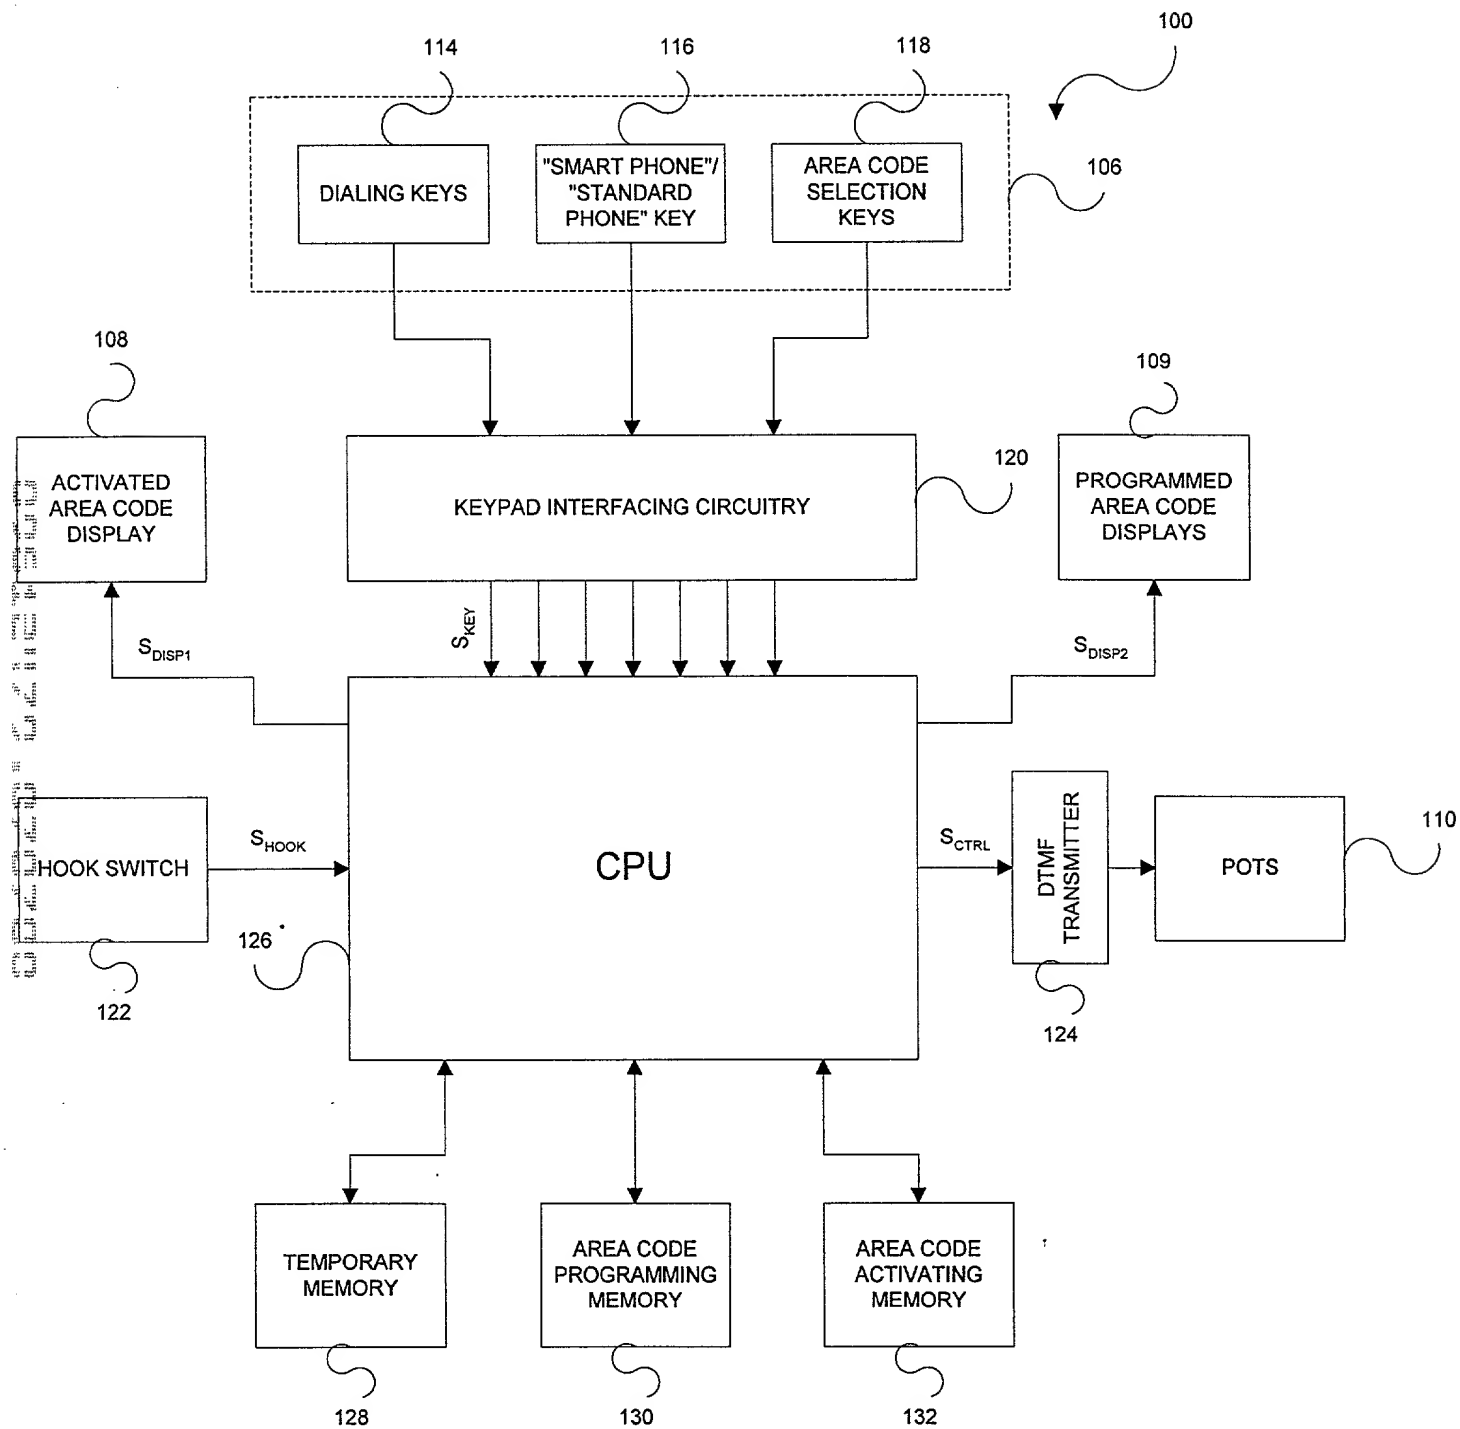 100
114
116
118
DIALING KEYS
"SMART PHONE"/
"STANDARD
PHONE" KEY
AREA CODE
SELECTION
KEYS
106
108
109
ACTIVATED
AREA CODE
DISPLAY
KEYPAD INTERFACING CIRCUITRY
120
PROGRAMMED
AREA CODE
DISPLAYS
SKEY
SDISP1
SDISP2
HOOK SWITCH
SHOOK
CPU
SCTRL
DTMF
TRANSMITTER
POTS
110
126
122
124
TEMPORARY
MEMORY
AREA CODE
PROGRAMMING
MEMORY
AREA CODE
ACTIVATING
MEMORY
128
130
132